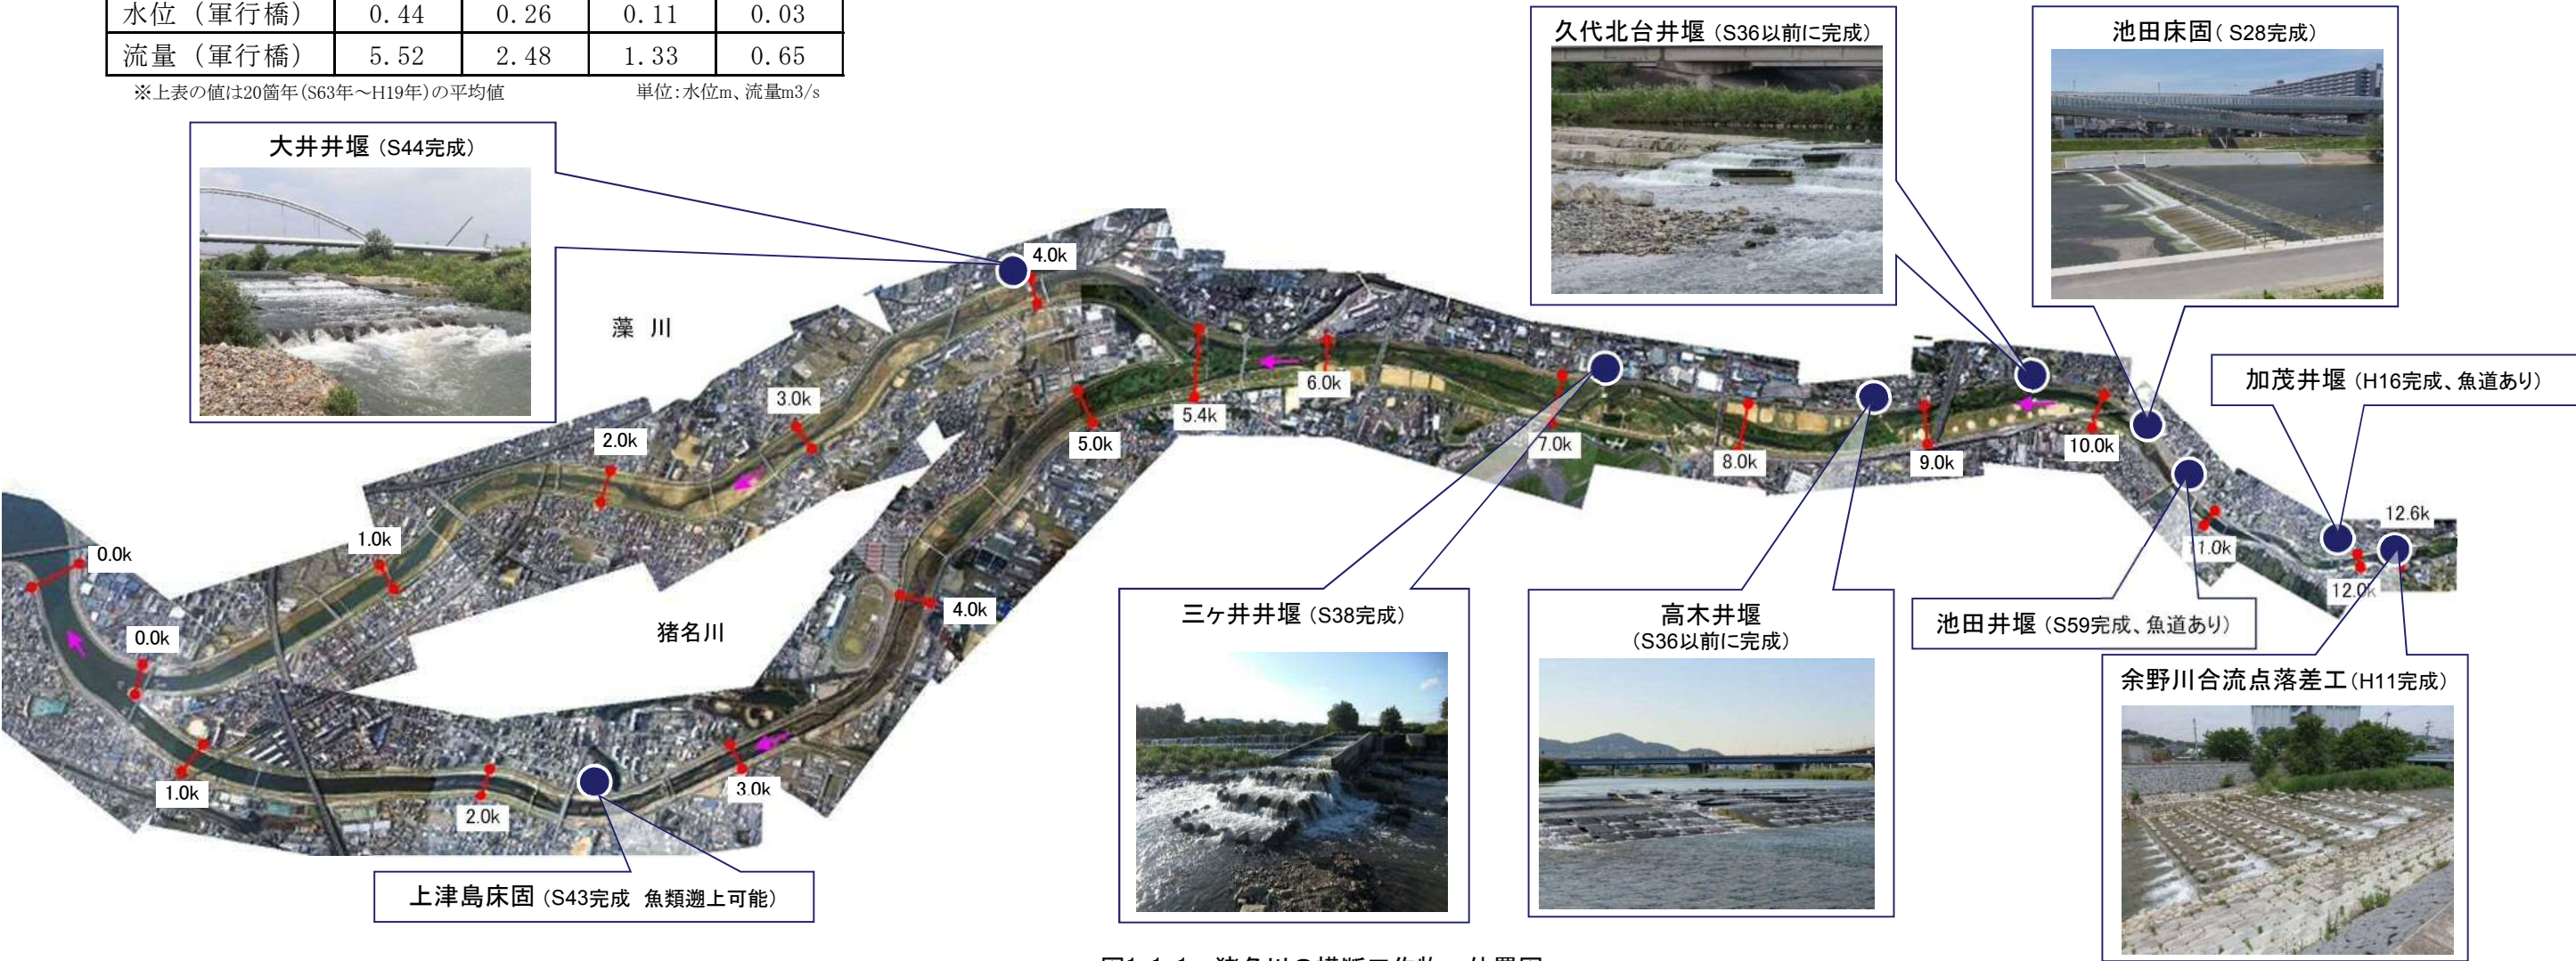 水位（軍行橋） 0.44 0.26 0.11 0.03
流量（軍行橋） 5.52 2.48 1.33 0.65
※上表の値は20箇年(S63年～H19年)の平均値 単位:水位m、流量m3/s
久代北台井堰 (S36以前に完成)
池田床固( S28完成)
大井井堰 (S44完成)
加茂井堰 (H16完成、魚道あり)
藻 川
猪名川
4.0k
3.0k
2.0k
1.0k
0.0k
0.0k
1.0k
2.0k
3.0k
4.0k
5.0k
5.4k
6.0k
7.0k
8.0k
9.0k
10.0k
11.0k
12.0k
12.6k
三ヶ井井堰 (S38完成)
高木井堰
(S36以前に完成)
池田井堰 (S59完成、魚道あり)
余野川合流点落差工(H11完成)
上津島床固 (S43完成 魚類遡上可能)